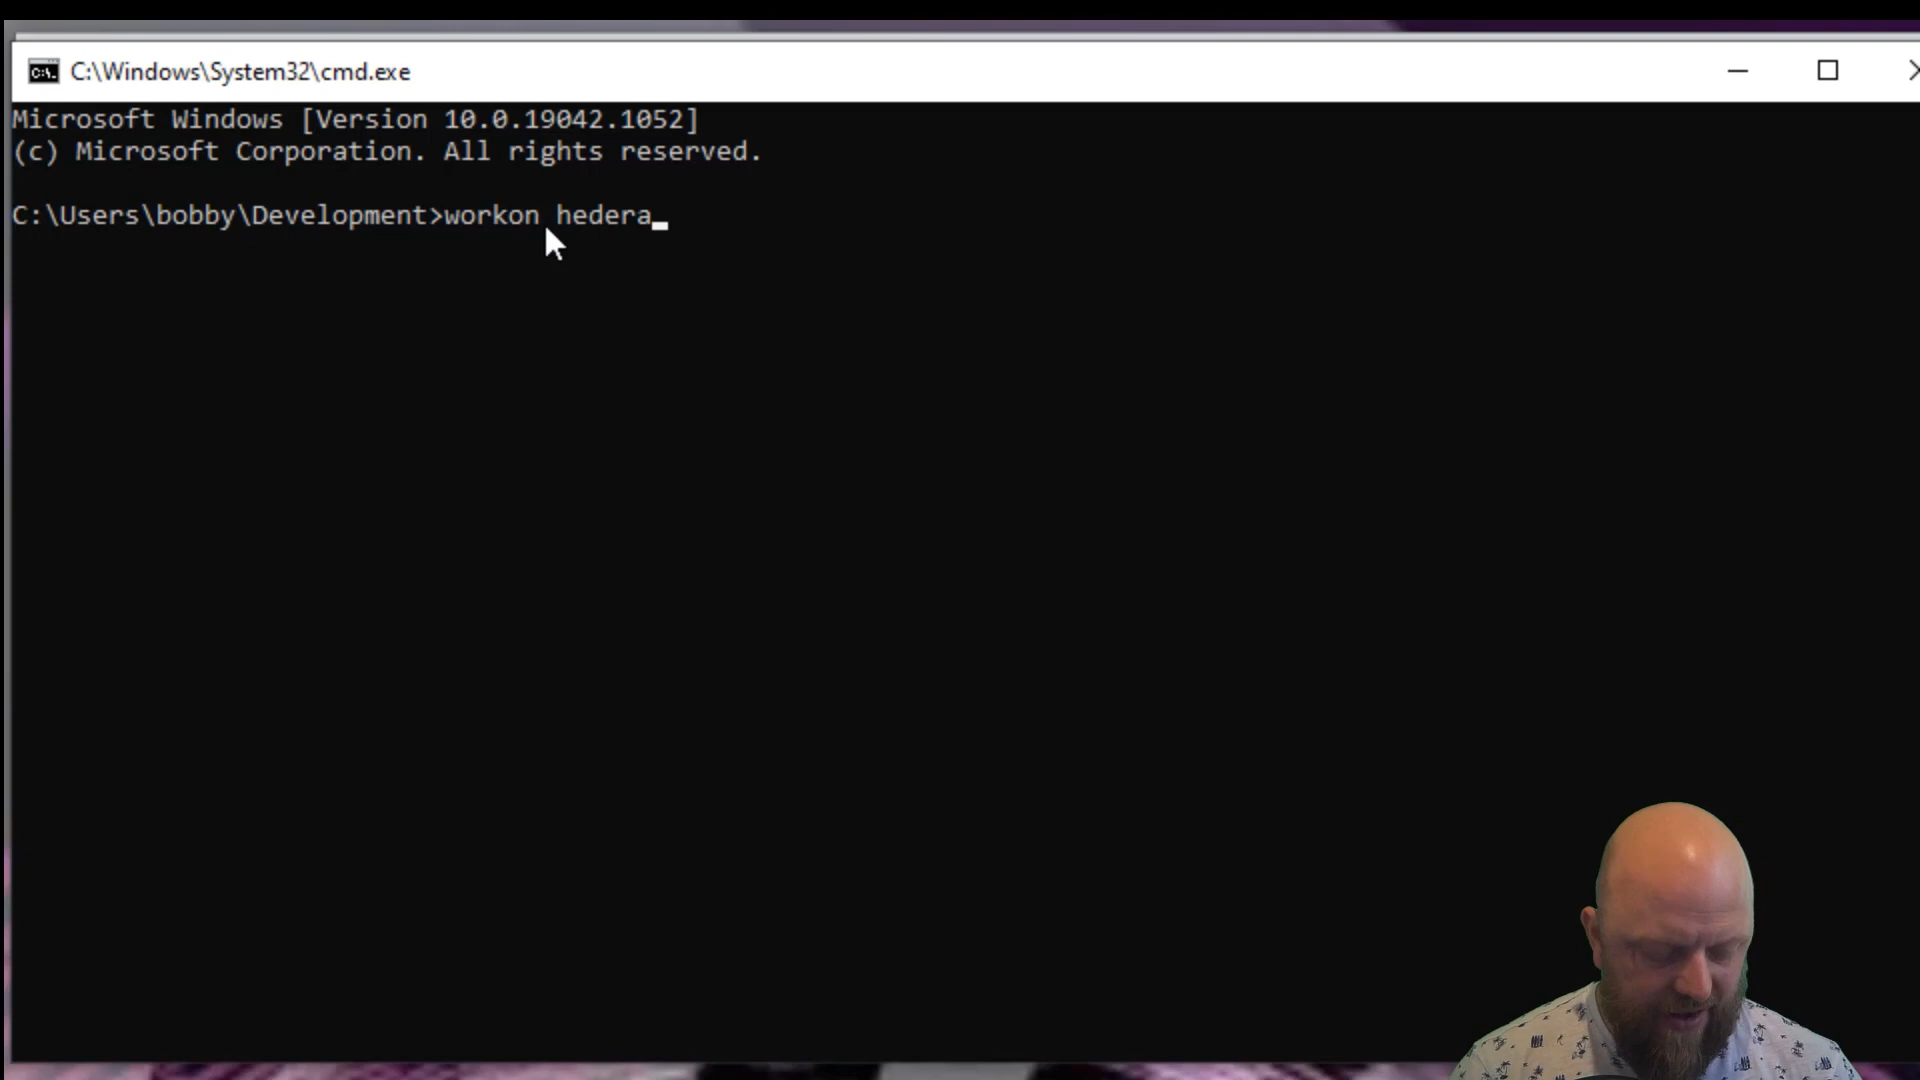 C:\Windows\System32\cmd.exe
Microsoft Windows [Version 10.0.19042.1052]
(c) Microsoft Corporation. All rights reserved.
C:\Users\bobby\Development>workon hedera